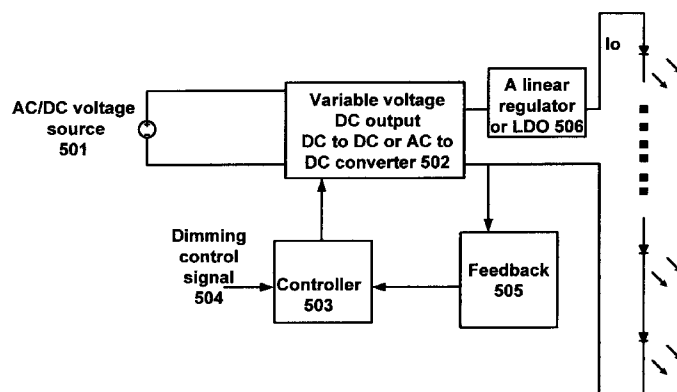 Io
A linear
regulator
or LDO 506
Variable voltage
DC output
DC to DC or AC to
DC converter 502
AC/DC voltage
source
501
Dimming
control
signal
504
Controller
503
Feedback
505